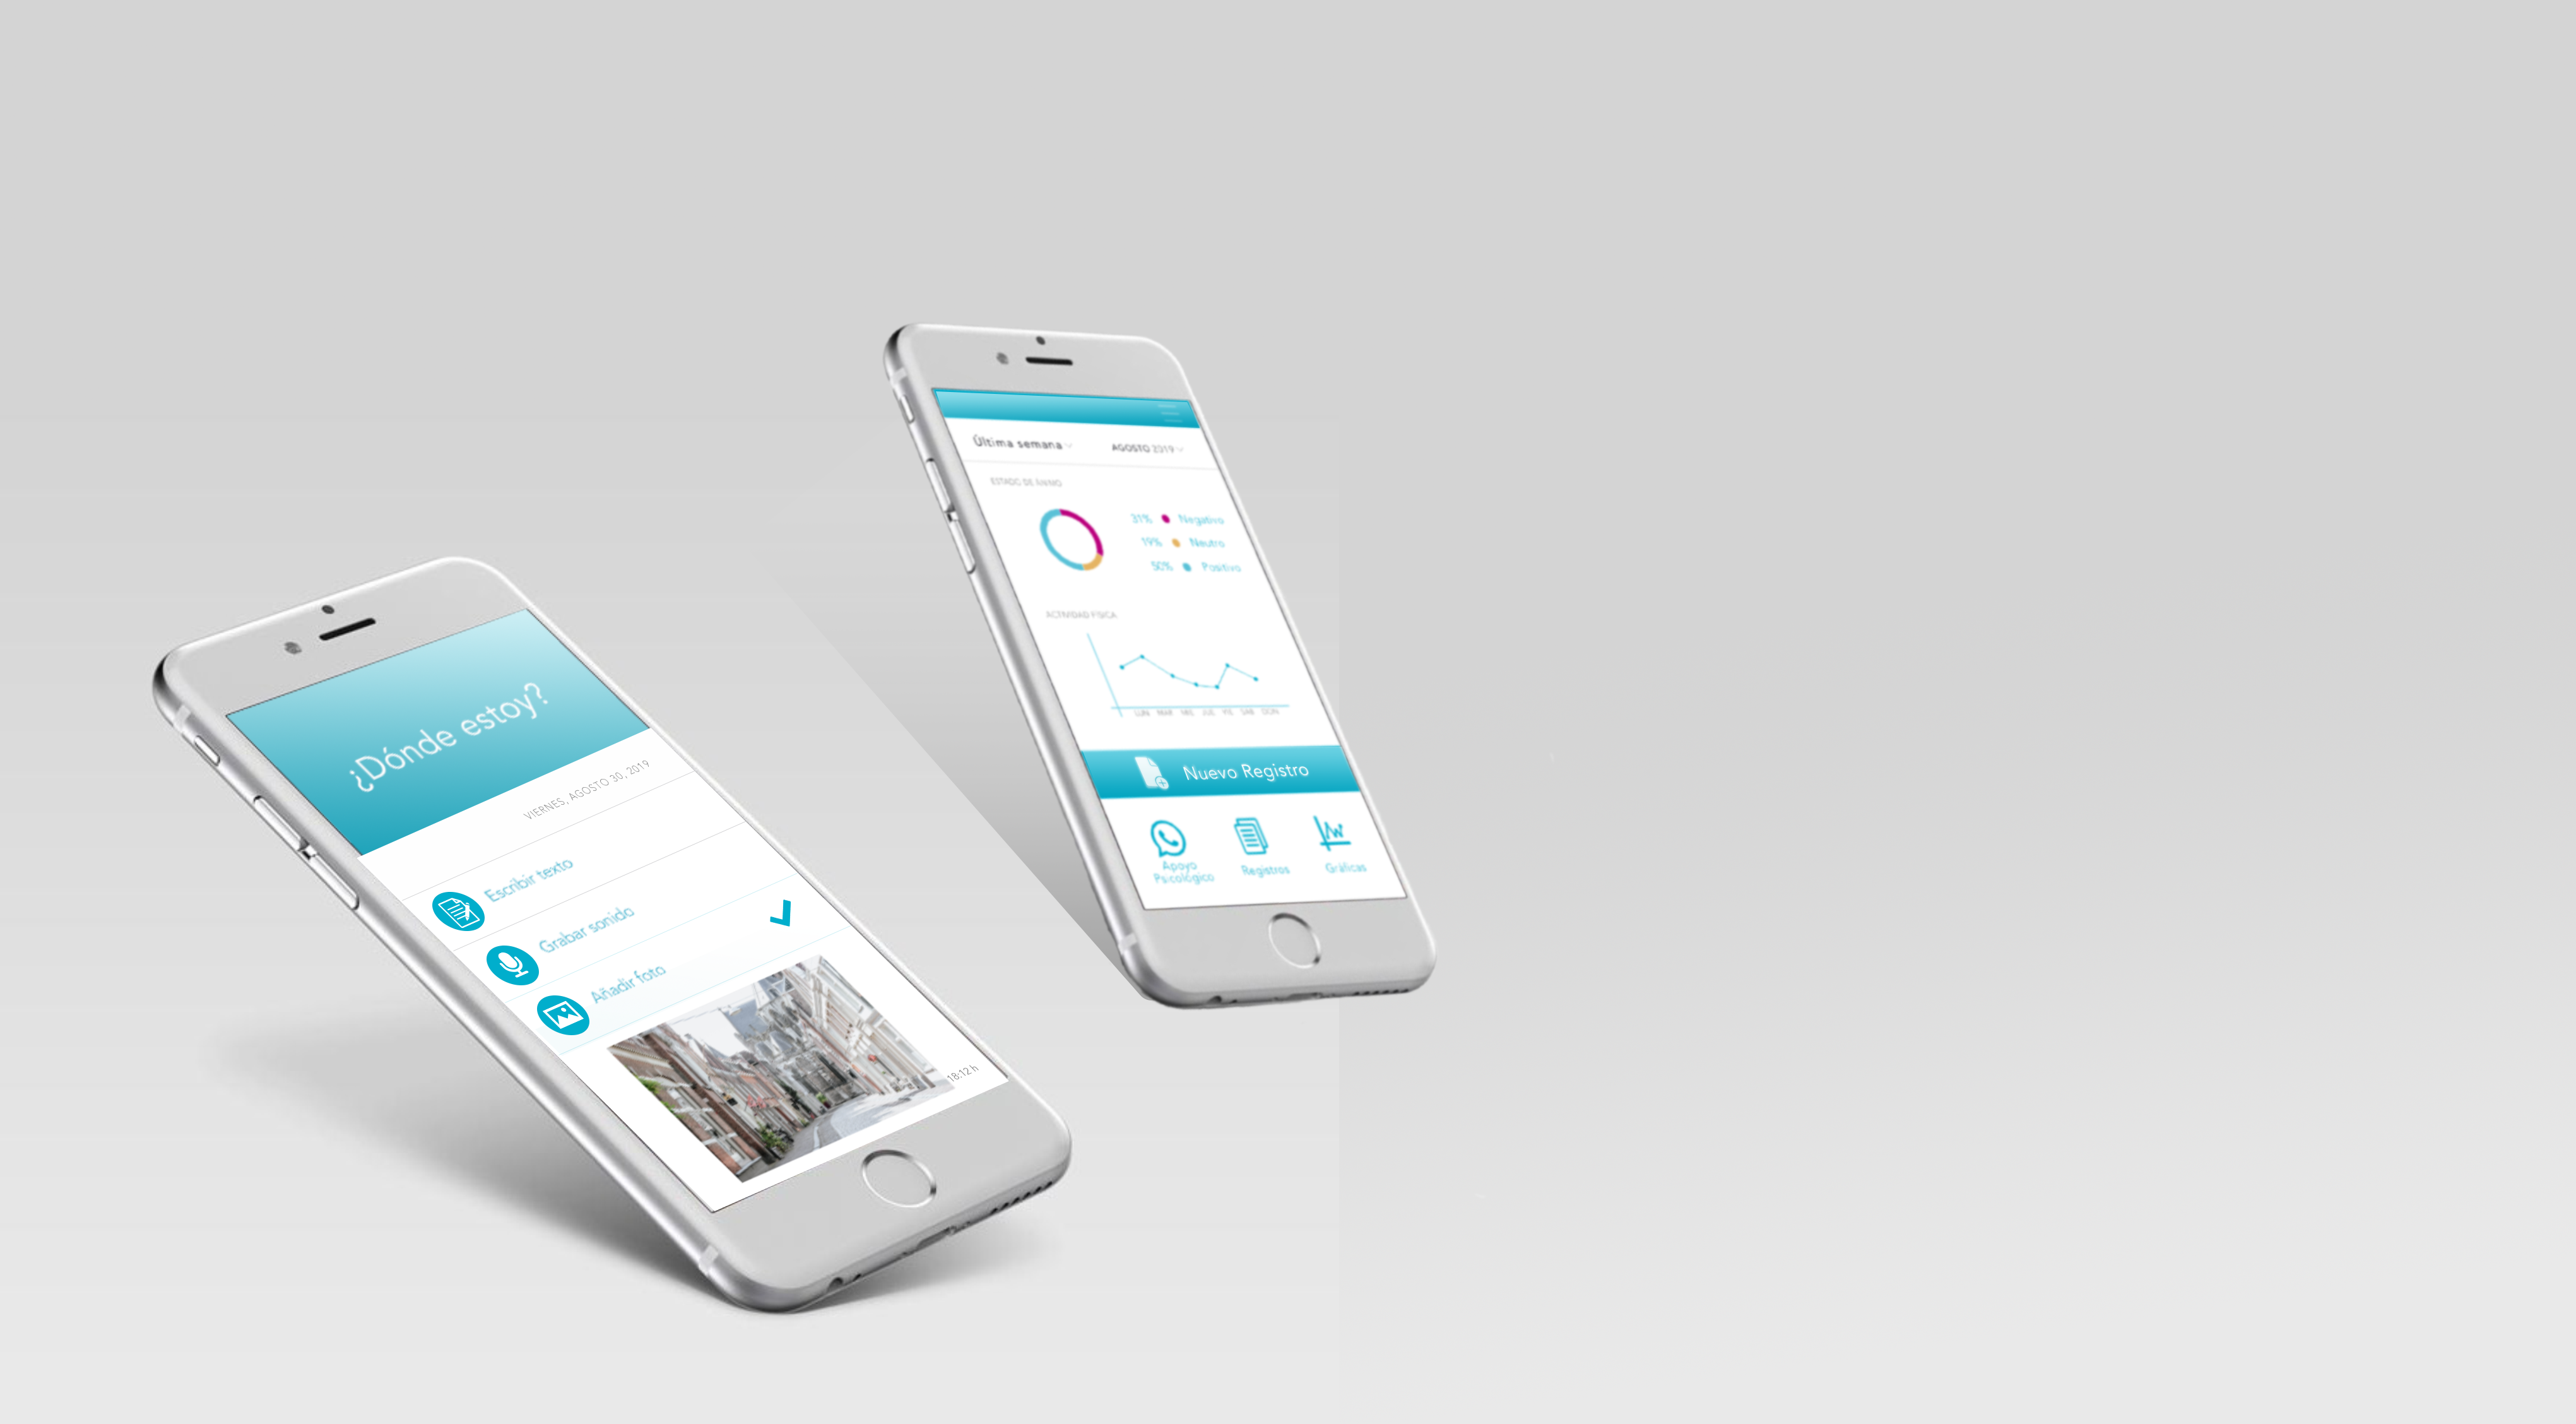 ¿Dónde estoy?
VIERNES, AGOSTO 30, 2019
Escribir texto
Grabar sonido
Añadir foto
18:12 h
Última semana
AGOSTO 2019
ESTADO DE ÁNIMO
31% Negativo
19% Neutro
50% Positivo
ACTIVIDAD FÍSICA
LUN MAR MIE JUE VIE SAB DOM
Nuevo Registro
Apoyo
Psicológico
Registros
Gráficas